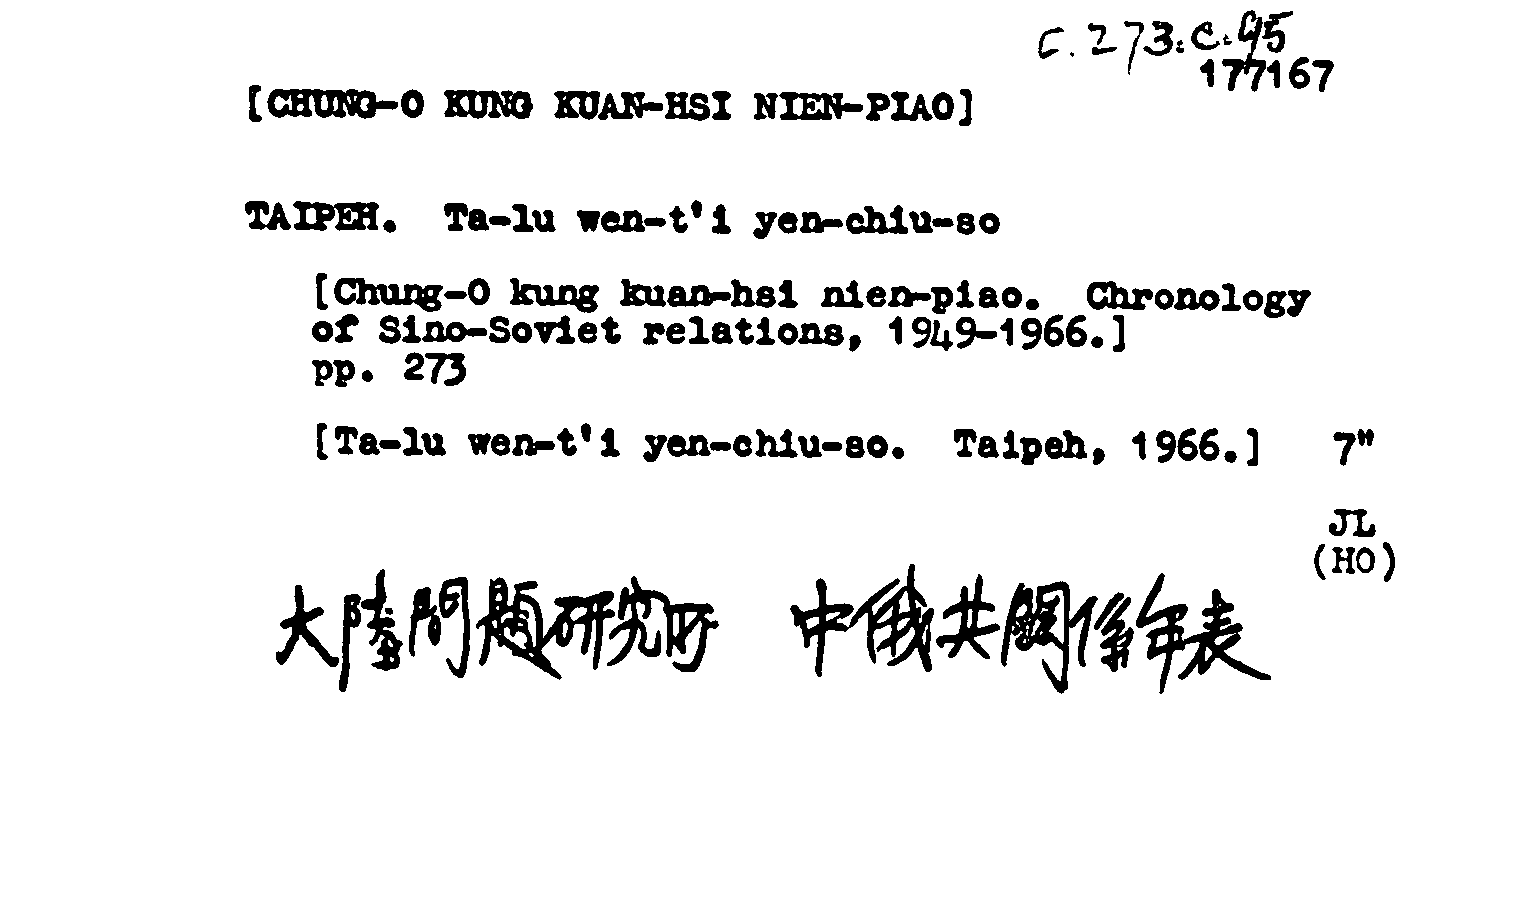 C.273.C.45
177167
[CHUNG-O KUNG KUAN-HSI NIEN-PIAO]
TAIPEH. Ta-lu wen-t'i yen-chiu-so
[Chung-O kung kuan-hsi nien-piao. Chronology
of Sino-Soviet relations, 1949-1966.]
pp. 273
[Ta-lu wen-t'i yen-chiu-so. Taipeh, 1966.] 7"
JL
(HO)
大陸問題研究所 中俄共關係年表